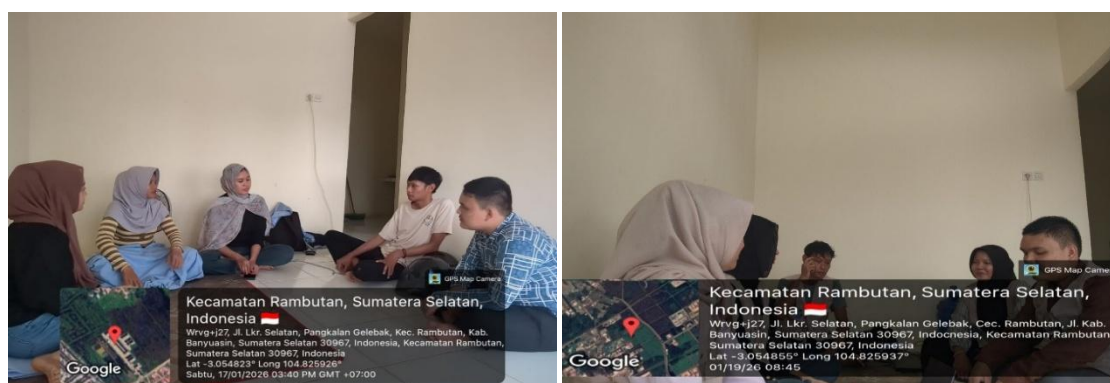 GPS Map Camera
Kecamatan Rambutan, Sumatera Selatan,
Indonesia 🇮🇩
Wrvg+j27, Jl. Lkr. Selatan, Pangkalan Gelebak, Kec. Rambutan, Kab.
Banyuasin, Sumatera Selatan 30967, Indonesia, Kecamatan Rambutan,
Sumatera Selatan 30967, Indonesia
Lat -3.054823° Long 104.825926°
Sabtu, 17/01/2026 03:40 PM GMT +07:00
Google
GPS Map Camera
Kecamatan Rambutan, Sumatera Selatan,
Indonesia 🇮🇩
Wrvg+j27, Jl. Lkr. Selatan, Pangkalan Gelebak, Cec. Rambutan, Jl. Kab.
Banyuasin, Sumatera Selatan 30967, Indocnesia, Kecamatan Rambutan
Sumatera Selatan 30967, Indonesia
Lat -3.054855° Long 104.825937°
01/19/26 08:45
Google